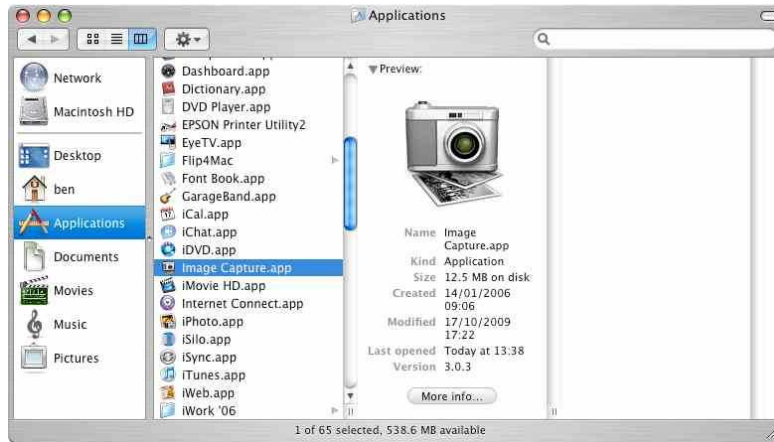 Applications
Network
Macintosh HD
Desktop
ben
Applications
Documents
Movies
Music
Pictures
Dashboard.app
Dictionary.app
DVD Player.app
EPSON Printer Utility2
EyeTV.app
Flip4Mac
Font Book.app
GarageBand.app
iCal.app
iChat.app
iDVD.app
Image Capture.app
iMovie HD.app
Internet Connect.app
iPhoto.app
iSilo.app
iSync.app
iTunes.app
iWeb.app
iWork '06
Preview:
Name Image
Capture.app
Kind Application
Size 12.5 MB on disk
Created 14/01/2006
09:06
Modified 17/10/2009
17:22
Last opened Today at 13:38
Version 3.0.3
More info...
1 of 65 selected, 538.6 MB available